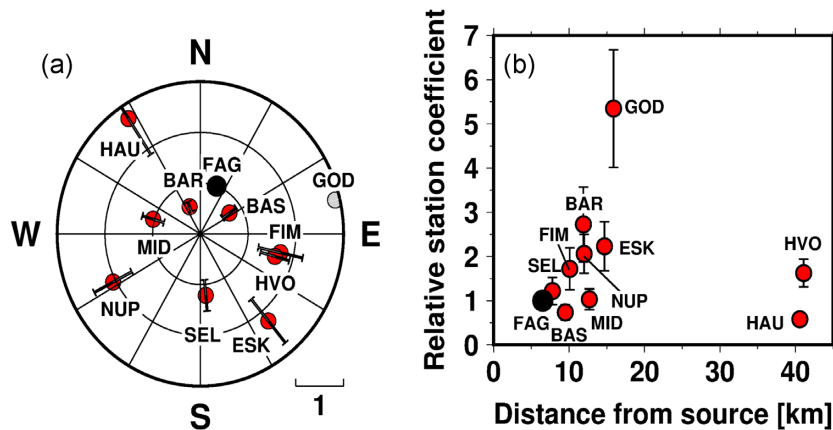 (a)
N
HAU
BAR
FAG
GOD
BAS
W
E
MID
FIM
HVO
NUP
SEL
ESK
S
1
(b)
Relative station coefficient
7
6
5
4
3
2
1
0
GOD
BAR
FIM
ESK
HVO
SEL
NUP
FAG
BAS
MID
HAU
0 10 20 30 40
Distance from source [km]